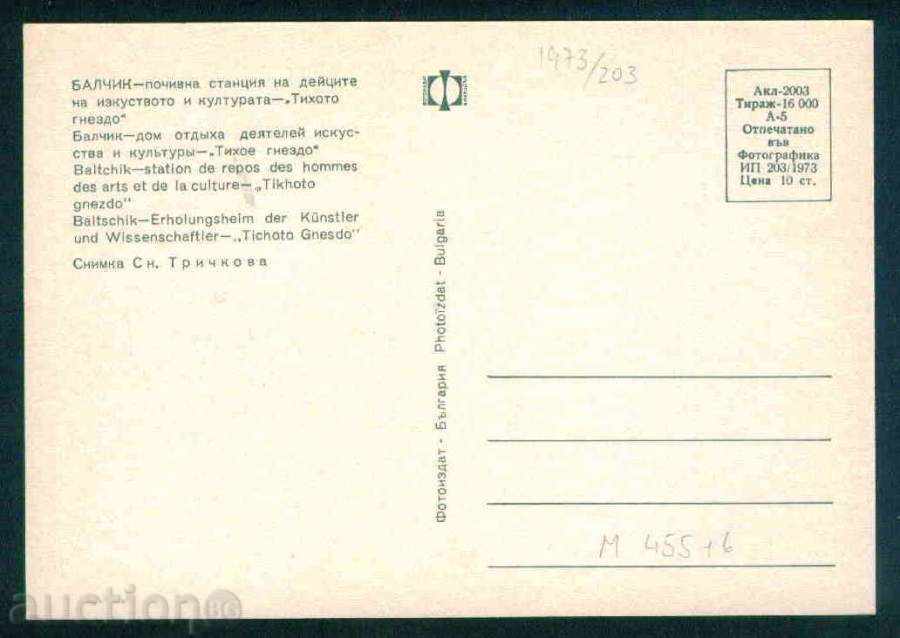 БАЛЧИК—почивна станция на дейците
на изкуството и културата—„Тихото
гнездо"
Балчик—дом отдыха деятелей искус-
ства и культуры—„Тихое гнездо"
Baltchik—station de repos des hommes
des arts et de la culture—„Tikhoto
gnezdo"
Baltschik—Erholungsheim der Künstler
und Wissenschaftler—„Tichoto Gnesdo"
Снимка Сн. Тричкова
Фотоиздат - България Photoïzdat - Bulgaria
1973/203
Акл-2003
Тираж-16 000
А-5
Отпечатано
във
Фотографика
ИП 203/1973
Цена 10 ст.
М 455+6
auction BG